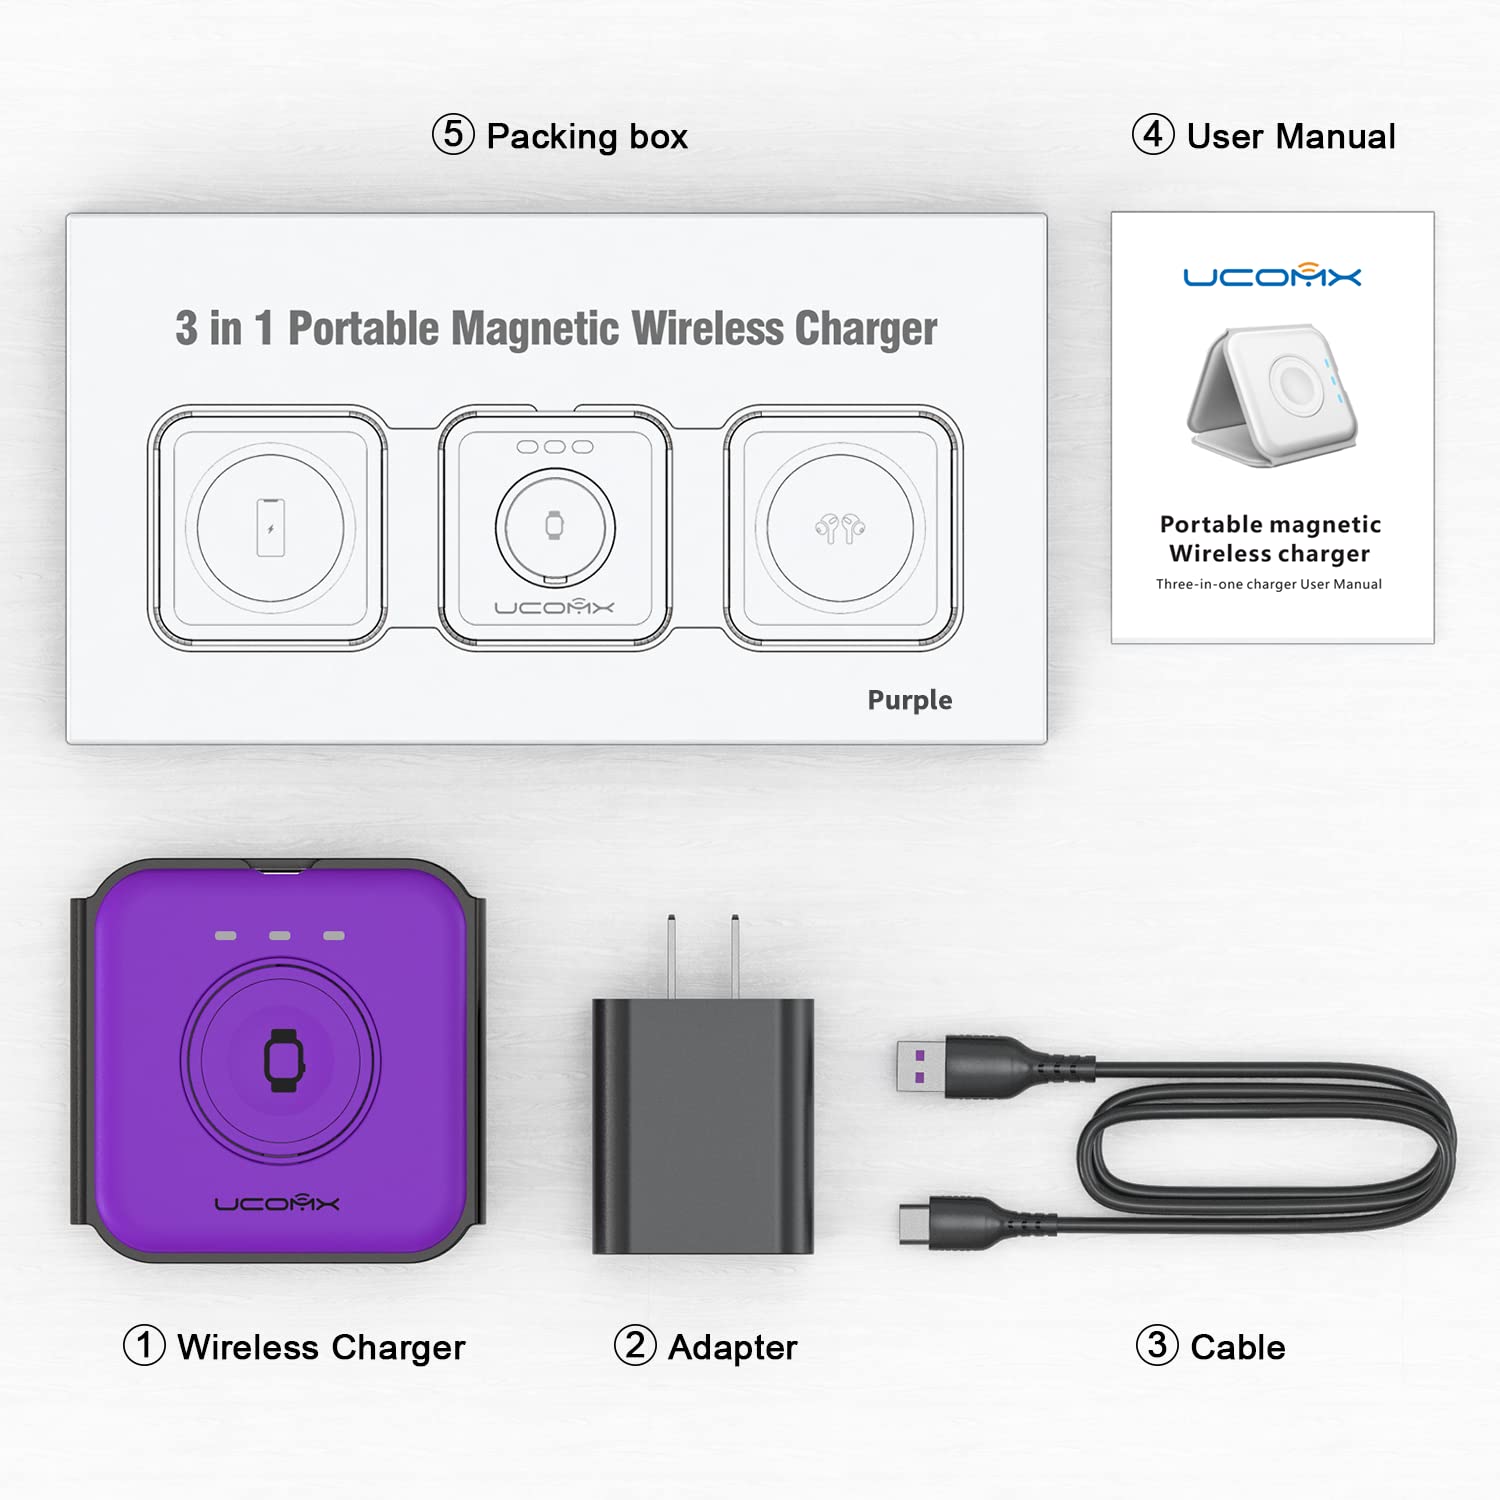 ⑤ Packing box
④ User Manual
3 in 1 Portable Magnetic Wireless Charger
UCOMX
Purple
UCOMX
Portable magnetic
Wireless charger
Three-in-one charger User Manual
UCOMX
① Wireless Charger
② Adapter
③ Cable